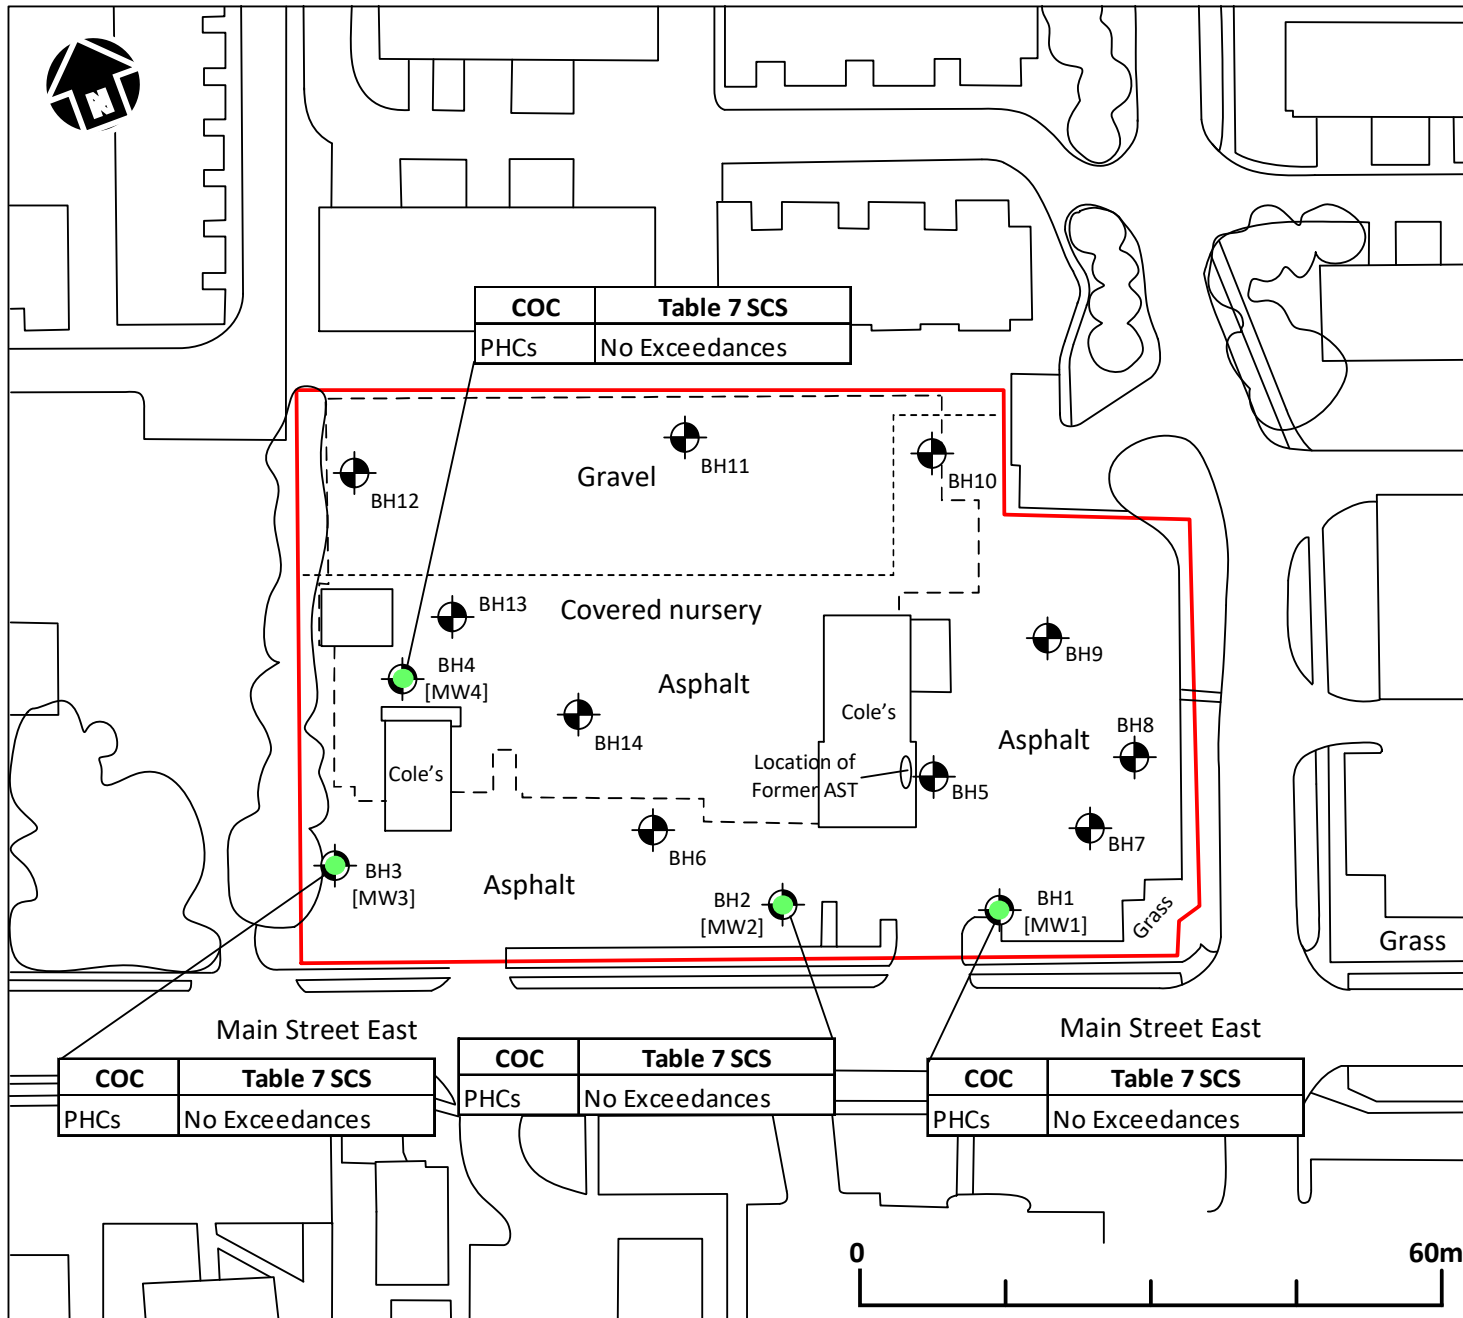 N
COC Table 7 SCS
PHCs No Exceedances
BH11
Gravel
BH10
BH12
BH13
Covered nursery
BH9
BH4
[MW4]
Asphalt
Cole's
BH8
Asphalt
BH14
Location of
Former AST
Cole's
BH5
BH7
BH6
BH3
[MW3]
Asphalt
BH2
[MW2]
BH1
[MW1]
Grass
Grass
Main Street East
Main Street East
COC Table 7 SCS
PHCs No Exceedances
COC Table 7 SCS
PHCs No Exceedances
COC Table 7 SCS
PHCs No Exceedances
0 60m